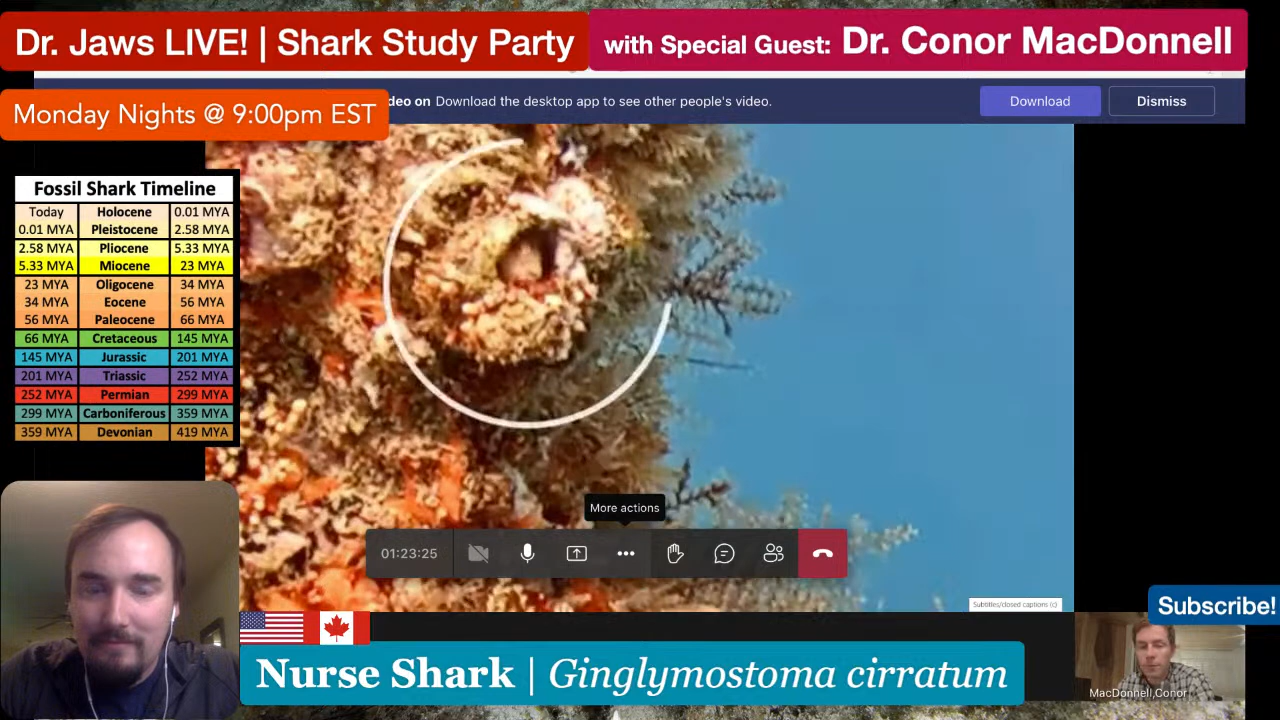 Dr. Jaws LIVE! | Shark Study Party
with Special Guest: Dr. Conor MacDonnell
Monday Nights @ 9:00pm EST
deo on Download the desktop app to see other people's video.
Download
Dismiss
Fossil Shark Timeline
Today Holocene 0.01 MYA
0.01 MYA Pleistocene 2.58 MYA
2.58 MYA Pliocene 5.33 MYA
5.33 MYA Miocene 23 MYA
23 MYA Oligocene 34 MYA
34 MYA Eocene 56 MYA
56 MYA Paleocene 66 MYA
66 MYA Cretaceous 145 MYA
145 MYA Jurassic 201 MYA
201 MYA Triassic 252 MYA
252 MYA Permian 299 MYA
299 MYA Carboniferous 359 MYA
359 MYA Devonian 419 MYA
More actions
01:23:25
Subtitles/closed captions (c)
Subscribe!
Nurse Shark | Ginglymostoma cirratum
MacDonnell,Conor